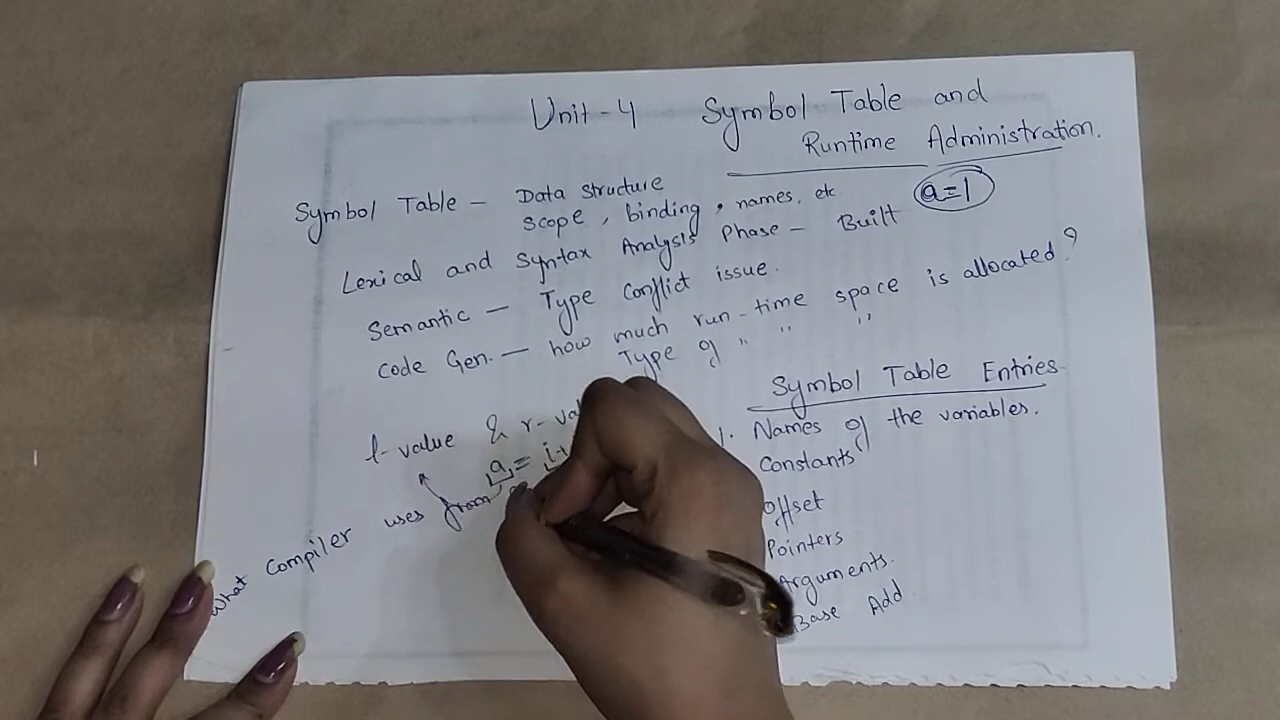 Unit-4 Symbol Table and
Runtime Administration.
Symbol Table - Data Structure
Scope, binding, names, etc
a=1
Lexical and Syntax Analysis Phase - Built
Semantic - Type Conflict issue.
Code Gen. - how much run-time space is allocated?
Type of " " "
l-value & r-va
a = i+
What Compiler uses from
Symbol Table Entries
1. Names of the variables.
Constants
Offset
Pointers
Arguments.
Base Add